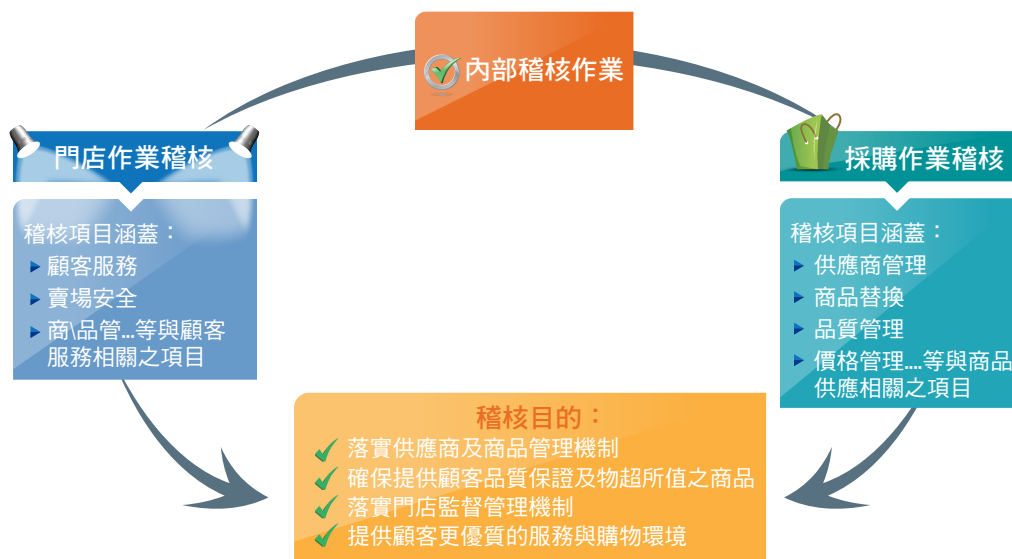 內部稽核作業
門店作業稽核
稽核項目涵蓋：
顧客服務
賣場安全
商\品管...等與顧客
服務相關之項目
採購作業稽核
稽核項目涵蓋：
供應商管理
商品替換
品質管理
價格管理....等與商品
供應相關之項目
稽核目的：
落實供應商及商品管理機制
確保提供顧客品質保證及物超所值之商品
落實門店監督管理機制
提供顧客更優質的服務與購物環境